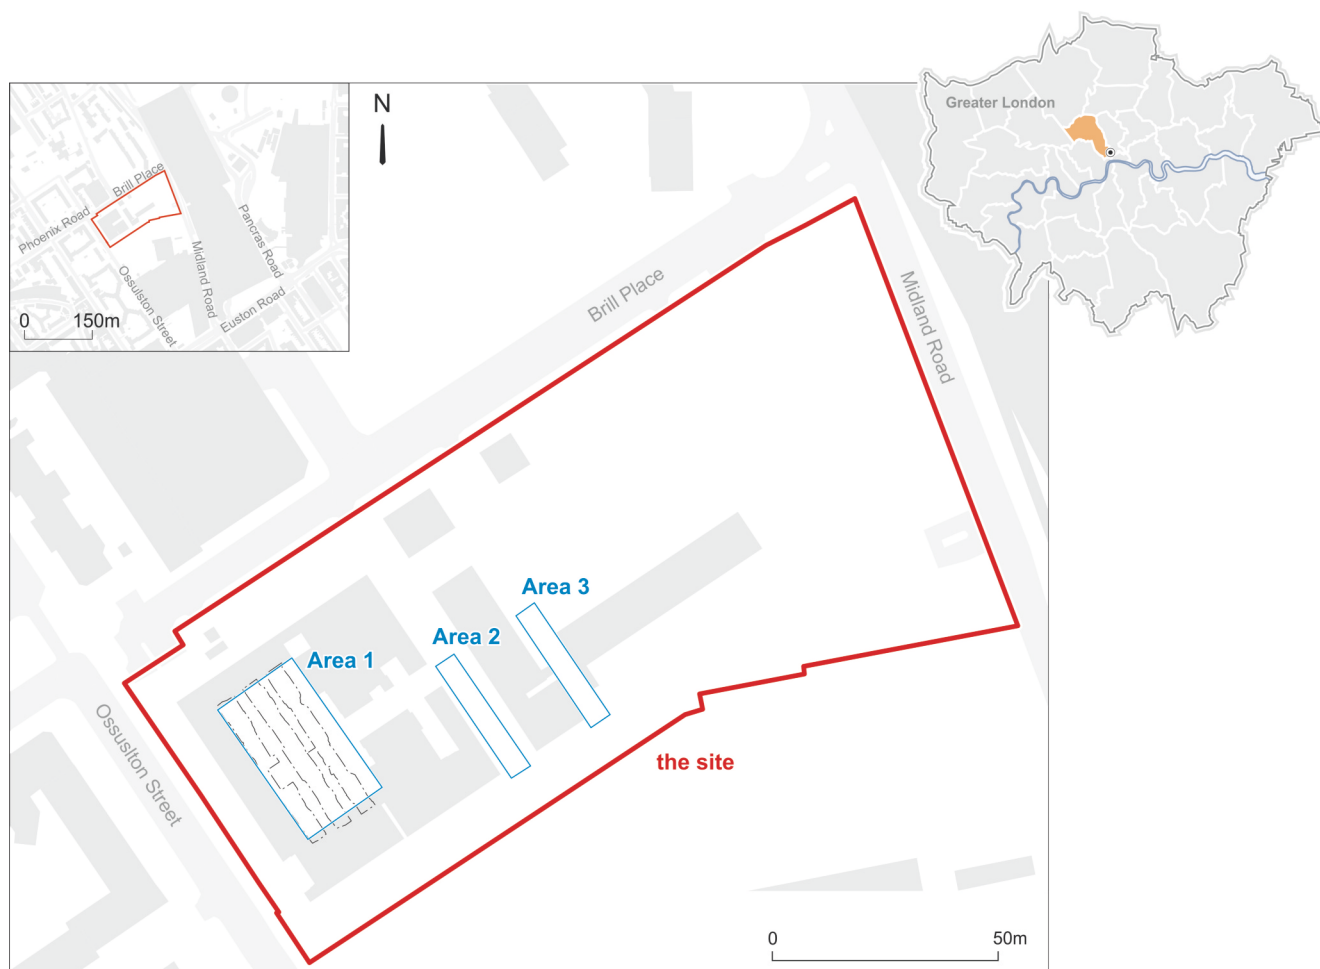 Greater London
N
Brill Place
Phoenix Road
Pancras Road
Midland Road
Ossulston Street
Euston Road
0 150m
Brill Place
Midland Road
Area 3
Area 2
Area 1
Ossuslton Street
the site
0 50m